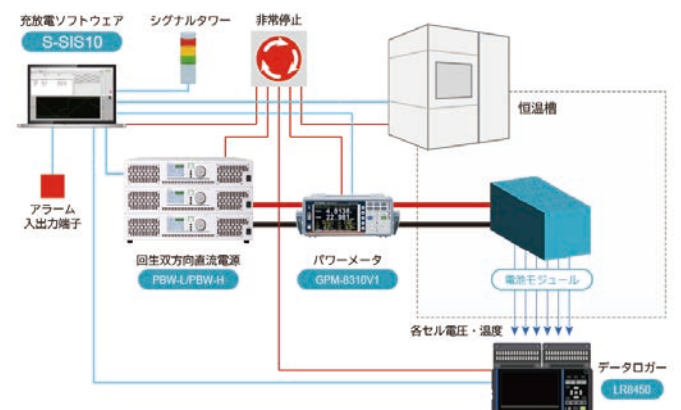 充放電ソフトウェア
S-SIS10
シグナルタワー
非常停止
恒温槽
アラーム
入出力端子
回生双方向直流電源
PBW-L/PBW-H
パワーメータ
GPM-8310V1
電池モジュール
各セル電圧・温度
データロガー
LR8450